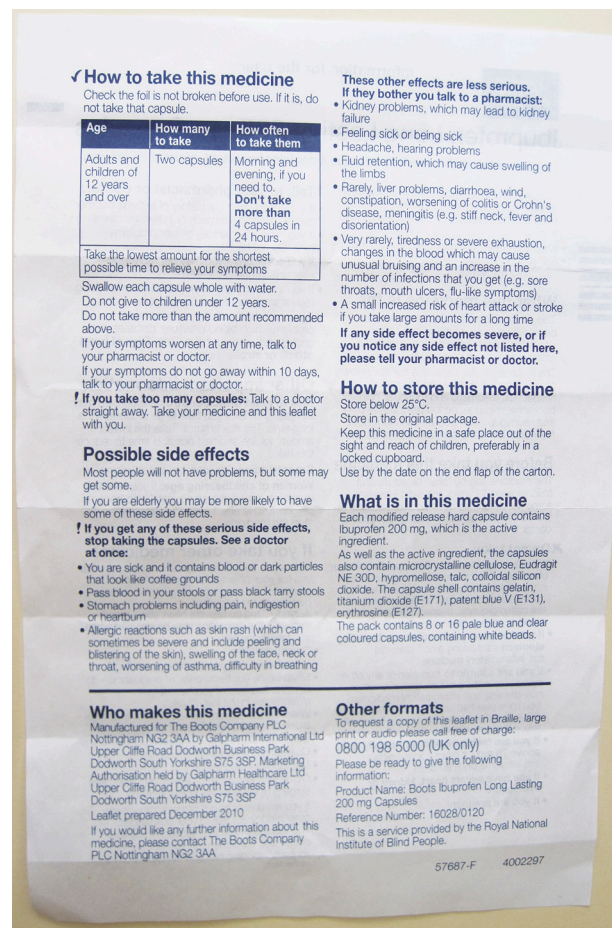 ✓ How to take this medicine
Check the foil is not broken before use. If it is, do
not take that capsule.
Age
How many
to take
How often
to take them
Adults and
children of
12 years
and over
Two capsules
Morning and
evening, if you
need to.
Don't take
more than
4 capsules in
24 hours.
Take the lowest amount for the shortest
possible time to relieve your symptoms
Swallow each capsule whole with water.
Do not give to children under 12 years.
Do not take more than the amount recommended
above.
If your symptoms worsen at any time, talk to
your pharmacist or doctor.
If your symptoms do not go away within 10 days,
talk to your pharmacist or doctor.
! If you take too many capsules: Talk to a doctor
straight away. Take your medicine and this leaflet
with you.
Possible side effects
Most people will not have problems, but some may
get some.
If you are elderly you may be more likely to have
some of these side effects.
! If you get any of these serious side effects,
stop taking the capsules. See a doctor
at once:
• You are sick and it contains blood or dark particles
that look like coffee grounds
• Pass blood in your stools or pass black tarry stools
• Stomach problems including pain, indigestion
or heartburn
• Allergic reactions such as skin rash (which can
sometimes be severe and include peeling and
blistering of the skin), swelling of the face, neck or
throat, worsening of asthma, difficulty in breathing
These other effects are less serious.
If they bother you talk to a pharmacist:
• Kidney problems, which may lead to kidney
failure
• Feeling sick or being sick
• Headache, hearing problems
• Fluid retention, which may cause swelling of
the limbs
• Rarely, liver problems, diarrhoea, wind,
constipation, worsening of colitis or Crohn's
disease, meningitis (e.g. stiff neck, fever and
disorientation)
• Very rarely, tiredness or severe exhaustion,
changes in the blood which may cause
unusual bruising and an increase in the
number of infections that you get (e.g. sore
throats, mouth ulcers, flu-like symptoms)
• A small increased risk of heart attack or stroke
if you take large amounts for a long time
If any side effect becomes severe, or if
you notice any side effect not listed here,
please tell your pharmacist or doctor.
How to store this medicine
Store below 25°C.
Store in the original package.
Keep this medicine in a safe place out of the
sight and reach of children, preferably in a
locked cupboard.
Use by the date on the end flap of the carton.
What is in this medicine
Each modified release hard capsule contains
Ibuprofen 200 mg, which is the active
ingredient.
As well as the active ingredient, the capsules
also contain microcrystalline cellulose, Eudragit
NE 30D, hypromellose, talc, colloidal silicon
dioxide. The capsule shell contains gelatin,
titanium dioxide (E171), patent blue V (E131),
erythrosine (E127).
The pack contains 8 or 16 pale blue and clear
coloured capsules, containing white beads.
Who makes this medicine
Manufactured for The Boots Company PLC
Nottingham NG2 3AA by Galpharm International Ltd
Upper Cliffe Road Dodworth Business Park
Dodworth South Yorkshire S75 3SP. Marketing
Authorisation held by Galpharm Healthcare Ltd
Upper Cliffe Road Dodworth Business Park
Dodworth South Yorkshire S75 3SP
Leaflet prepared December 2010
If you would like any further information about this
medicine, please contact The Boots Company
PLC Nottingham NG2 3AA
Other formats
To request a copy of this leaflet in Braille, large
print or audio please call free of charge:
0800 198 5000 (UK only)
Please be ready to give the following
information:
Product Name: Boots Ibuprofen Long Lasting
200 mg Capsules
Reference Number: 16028/0120
This is a service provided by the Royal National
Institute of Blind People.
57687-F 4002297